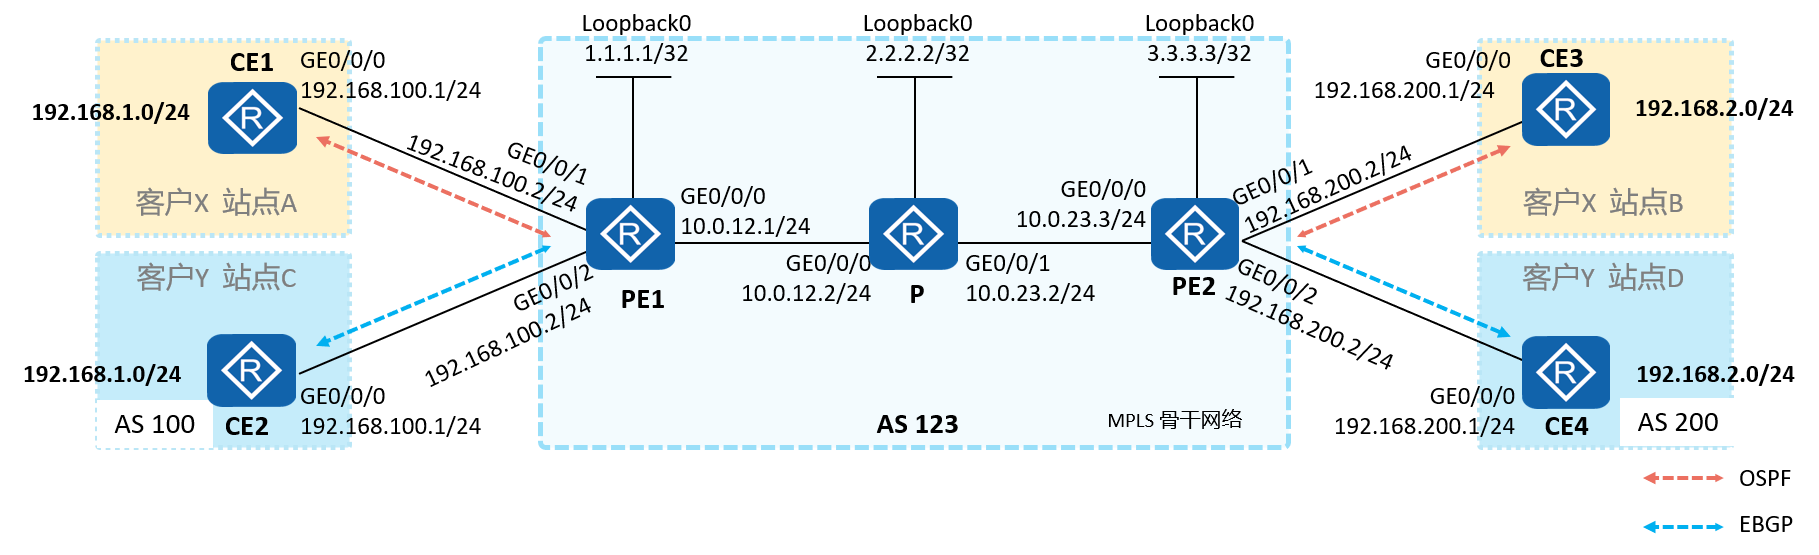 Loopback0
1.1.1.1/32
Loopback0
2.2.2.2/32
Loopback0
3.3.3.3/32
CE1
GE0/0/0
192.168.100.1/24
192.168.1.0/24
R
客户X 站点A
GE0/0/1
192.168.100.2/24
GE0/0/0
10.0.12.1/24
R
PE1
GE0/0/2
192.168.100.2/24
客户Y 站点C
R
192.168.1.0/24
GE0/0/0
192.168.100.1/24
AS 100
CE2
R
GE0/0/0
10.0.12.2/24
P
GE0/0/1
10.0.23.2/24
GE0/0/0
10.0.23.3/24
R
PE2
GE0/0/1
192.168.200.2/24
GE0/0/2
192.168.200.2/24
AS 123
MPLS 骨干网络
GE0/0/0
192.168.200.1/24
CE3
R
192.168.2.0/24
客户X 站点B
客户Y 站点D
R
192.168.2.0/24
GE0/0/0
192.168.200.1/24
CE4
AS 200
OSPF
EBGP